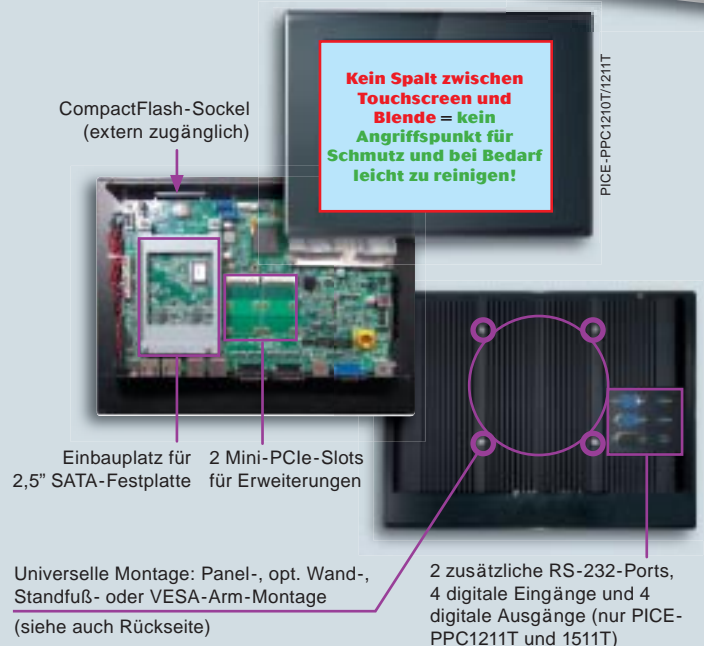 Kein Spalt zwischen
Touchscreen und
Blende = kein
Angriffspunkt für
Schmutz und bei Bedarf
leicht zu reinigen!
PICE-PPC1210T/1211T
CompactFlash-Sockel
(extern zugänglich)
Einbauplatz für
2,5" SATA-Festplatte
2 Mini-PCIe-Slots
für Erweiterungen
Universelle Montage: Panel-, opt. Wand-,
Standfuß- oder VESA-Arm-Montage
(siehe auch Rückseite)
2 zusätzliche RS-232-Ports,
4 digitale Eingänge und 4
digitale Ausgänge (nur PICE-
PPC1211T und 1511T)